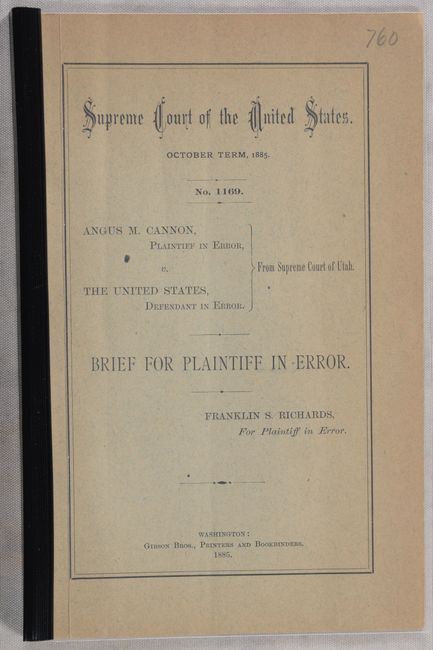 760
Supreme Court of the United States.
OCTOBER TERM, 1885.
No. 1169.
ANGUS M. CANNON,
PLAINTIFF IN ERROR,
v.
THE UNITED STATES,
DEFENDANT IN ERROR.
From Supreme Court of Utah.
BRIEF FOR PLAINTIFF IN ERROR.
FRANKLIN S. RICHARDS,
For Plaintiff in Error.
WASHINGTON:
GIBSON BROS., PRINTERS AND BOOKBINDERS.
1885.